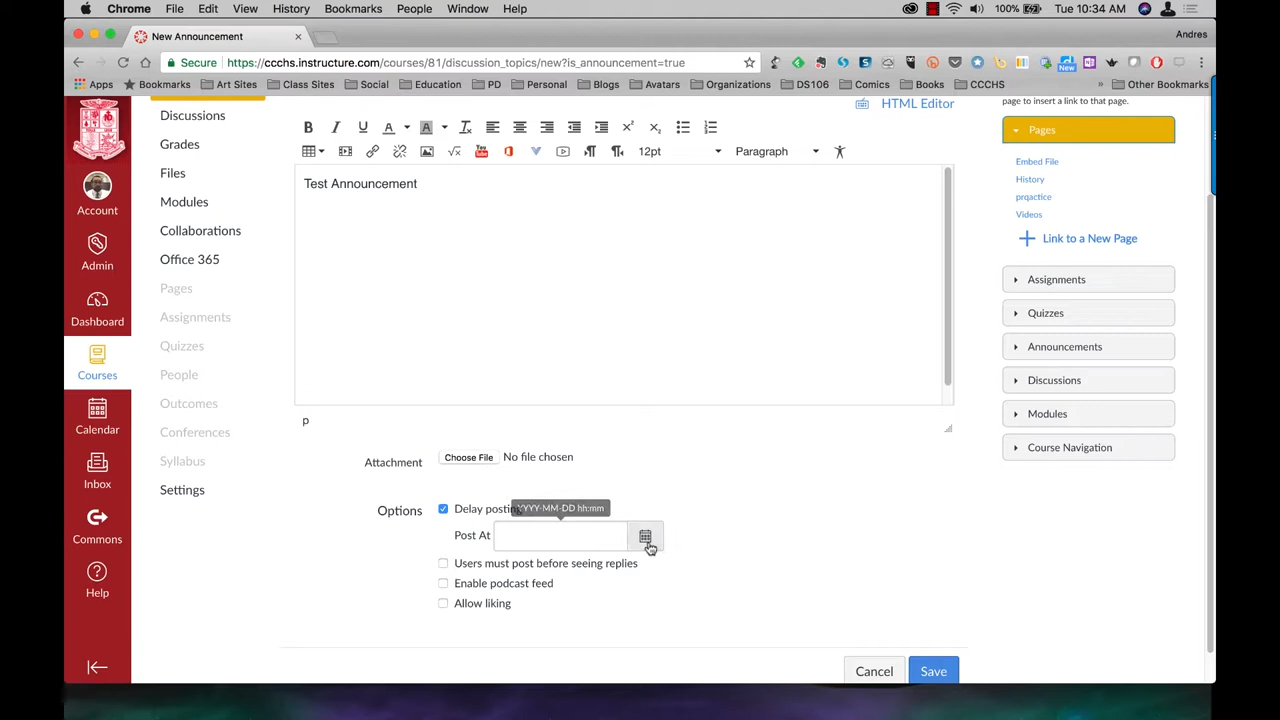 Chrome File Edit View History Bookmarks People Window Help 100% Tue 10:34 AM
New Announcement Andres
Secure https://ccchs.instructure.com/courses/81/discussion_topics/new?is_announcement=true
Apps Bookmarks Art Sites Class Sites Social Education PD Personal Blogs Avatars Organizations DS106 Comics Books CCCHS » Other Bookmarks
New
page to insert a link to that page.
HTML Editor
Discussions
Grades
Files
Modules
Collaborations
Office 365
Pages
Assignments
Quizzes
People
Outcomes
Conferences
Syllabus
Settings
Account
Admin
Dashboard
Courses
Calendar
Inbox
Commons
Help
12pt Paragraph
Test Announcement
p
Attachment Choose File No file chosen
Options Delay posting
YYYY-MM-DD hh:mm
Post At
Users must post before seeing replies
Enable podcast feed
Allow liking
Cancel Save
Pages
Embed File
History
prqactice
Videos
Link to a New Page
Assignments
Quizzes
Announcements
Discussions
Modules
Course Navigation